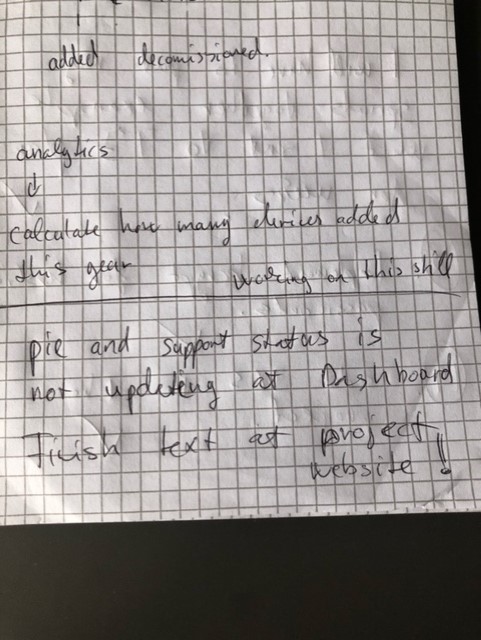 added decomissioned.
analytics
calculate how many devices added
this year
working on this still
pie and support status is
not updating at Dashboard
Finish text at project
website !!